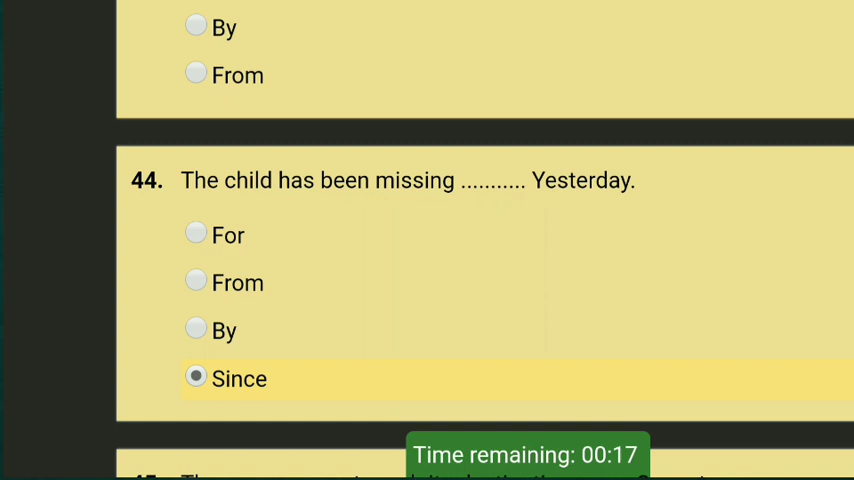 By
From
44. The child has been missing ........... Yesterday.
For
From
By
Since
Time remaining: 00:17